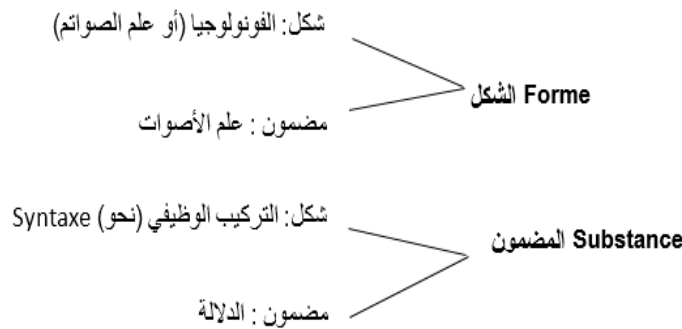 شكل: الفونولوجيا (أو علم الصواتم)
الشكل Forme
مضمون : علم الأصوات
شكل: التركيب الوظيفي (نحو) Syntaxe
المضمون Substance
مضمون : الدلالة